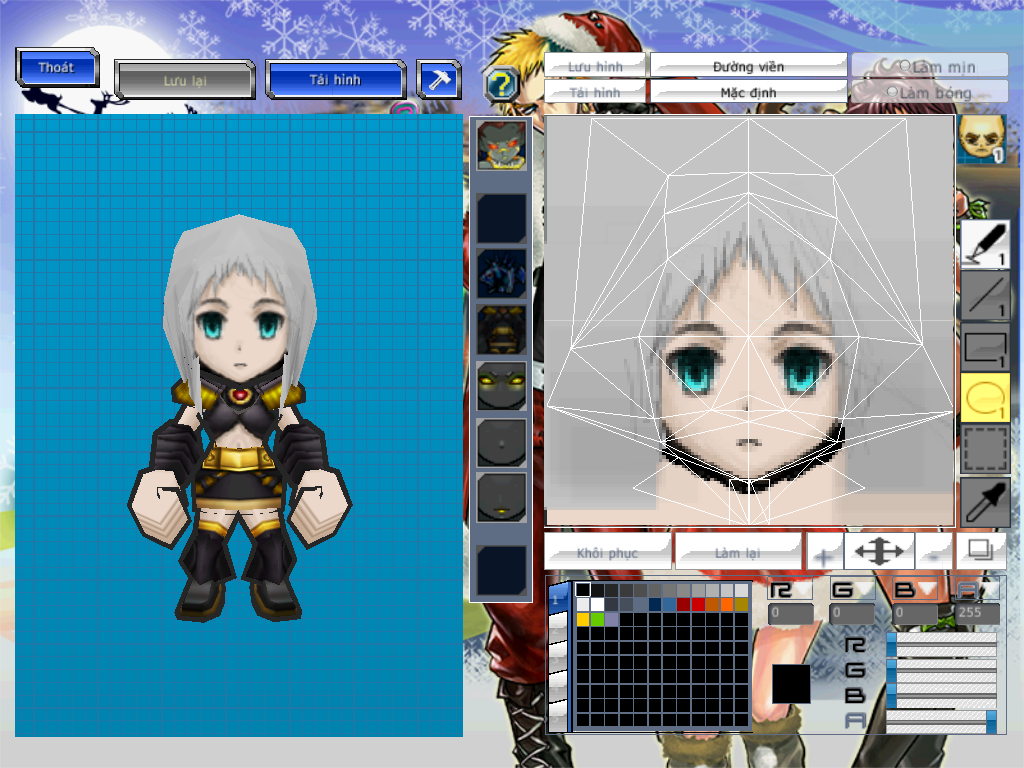 Thoát
Lưu lại
Tải hình
?
Lưu hình
Đường viền
Làm mịn
Tải hình
Mặc định
Làm bóng
1
1
1
1
1
Khôi phục
Làm lại
+
-
1
R
G
B
A
0
0
0
255
R
G
B
A